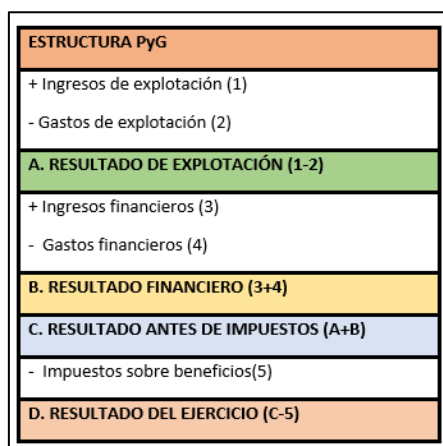 ESTRUCTURA PyG
+ Ingresos de explotación (1)
- Gastos de explotación (2)
A. RESULTADO DE EXPLOTACIÓN (1-2)
+ Ingresos financieros (3)
- Gastos financieros (4)
B. RESULTADO FINANCIERO (3+4)
C. RESULTADO ANTES DE IMPUESTOS (A+B)
- Impuestos sobre beneficios(5)
D. RESULTADO DEL EJERCICIO (C-5)